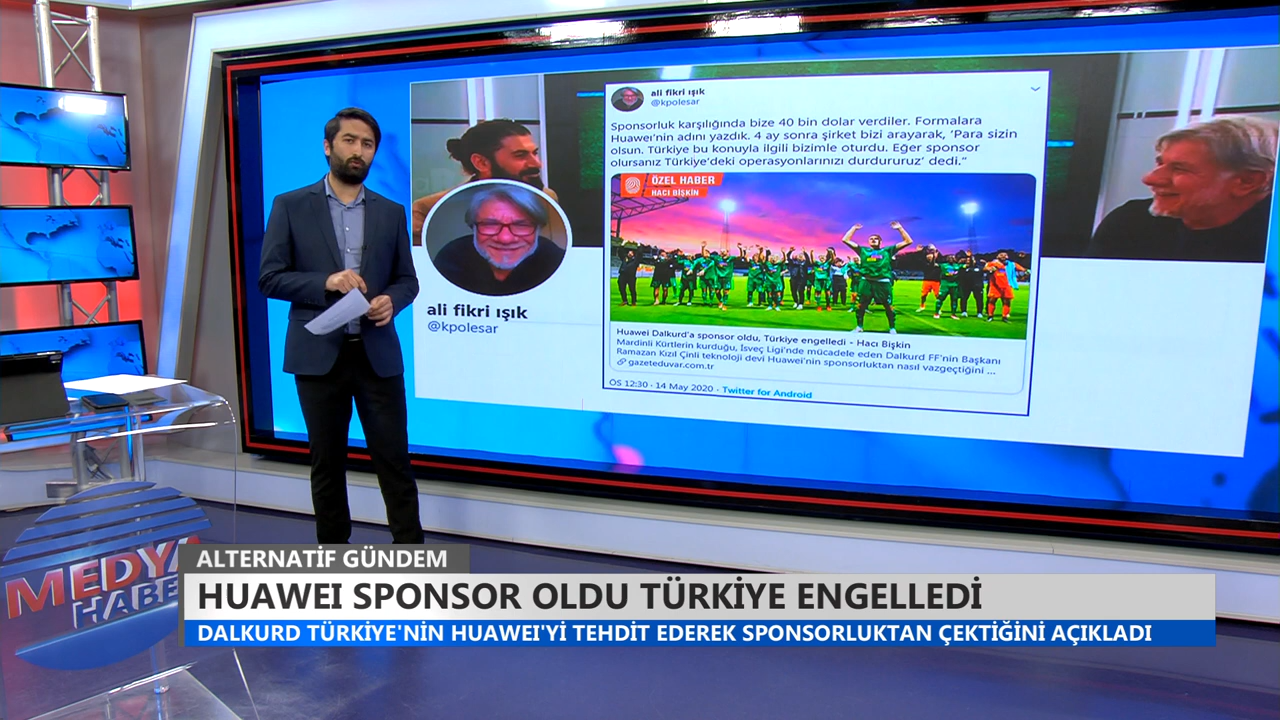 ali fikri ışık
@kpolesar
Sponsorluk karşılığında bize 40 bin dolar verdiler. Formalara
Huawei'nin adını yazdık. 4 ay sonra şirket bizi arayarak, ‘Para sizin
olsun. Türkiye bu konuyla ilgili bizimle oturdu. Eğer sponsor
olursanız Türkiye'deki operasyonlarınızı durdururuz’ dedi.”
ÖZEL HABER
HACI BİŞKİN
ali fikri ışık
@kpolesar
Huawei Dalkurd'a sponsor oldu, Türkiye engelledi - Hacı Bişkin
Mardinli Kürtlerin kurduğu, İsveç Ligi'nde mücadele eden Dalkurd FF'nin Başkanı
Ramazan Kızıl Çinli teknoloji devi Huawei'nin sponsorluktan nasıl vazgeçtiğini ...
gazeteduvar.com.tr
ÖS 12:30 · 14 May 2020 · Twitter for Android
MEDYA
HABER
ALTERNATİF GÜNDEM
HUAWEI SPONSOR OLDU TÜRKİYE ENGELLEDİ
DALKURD TÜRKİYE'NİN HUAWEI'Yİ TEHDİT EDEREK SPONSORLUKTAN ÇEKTİĞİNİ AÇIKLADI